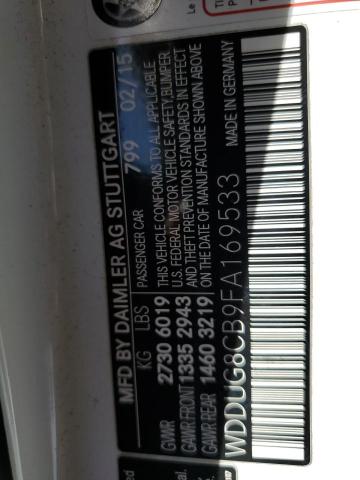 MFD BY DAIMLER AG STUTTGART
799 02/15
KG LBS PASSENGER CAR
GVWR 2730 6019 THIS VEHICLE CONFORMS TO ALL APPLICABLE
GAWR FRONT 1335 2943 U.S. FEDERAL MOTOR VEHICLE SAFETY,BUMPER,
GAWR REAR 1460 3219 AND THEFT PREVENTION STANDARDS IN EFFECT
ON THE DATE OF MANUFACTURE SHOWN ABOVE
WDDUG8CB9FA169533 MADE IN GERMANY
Le